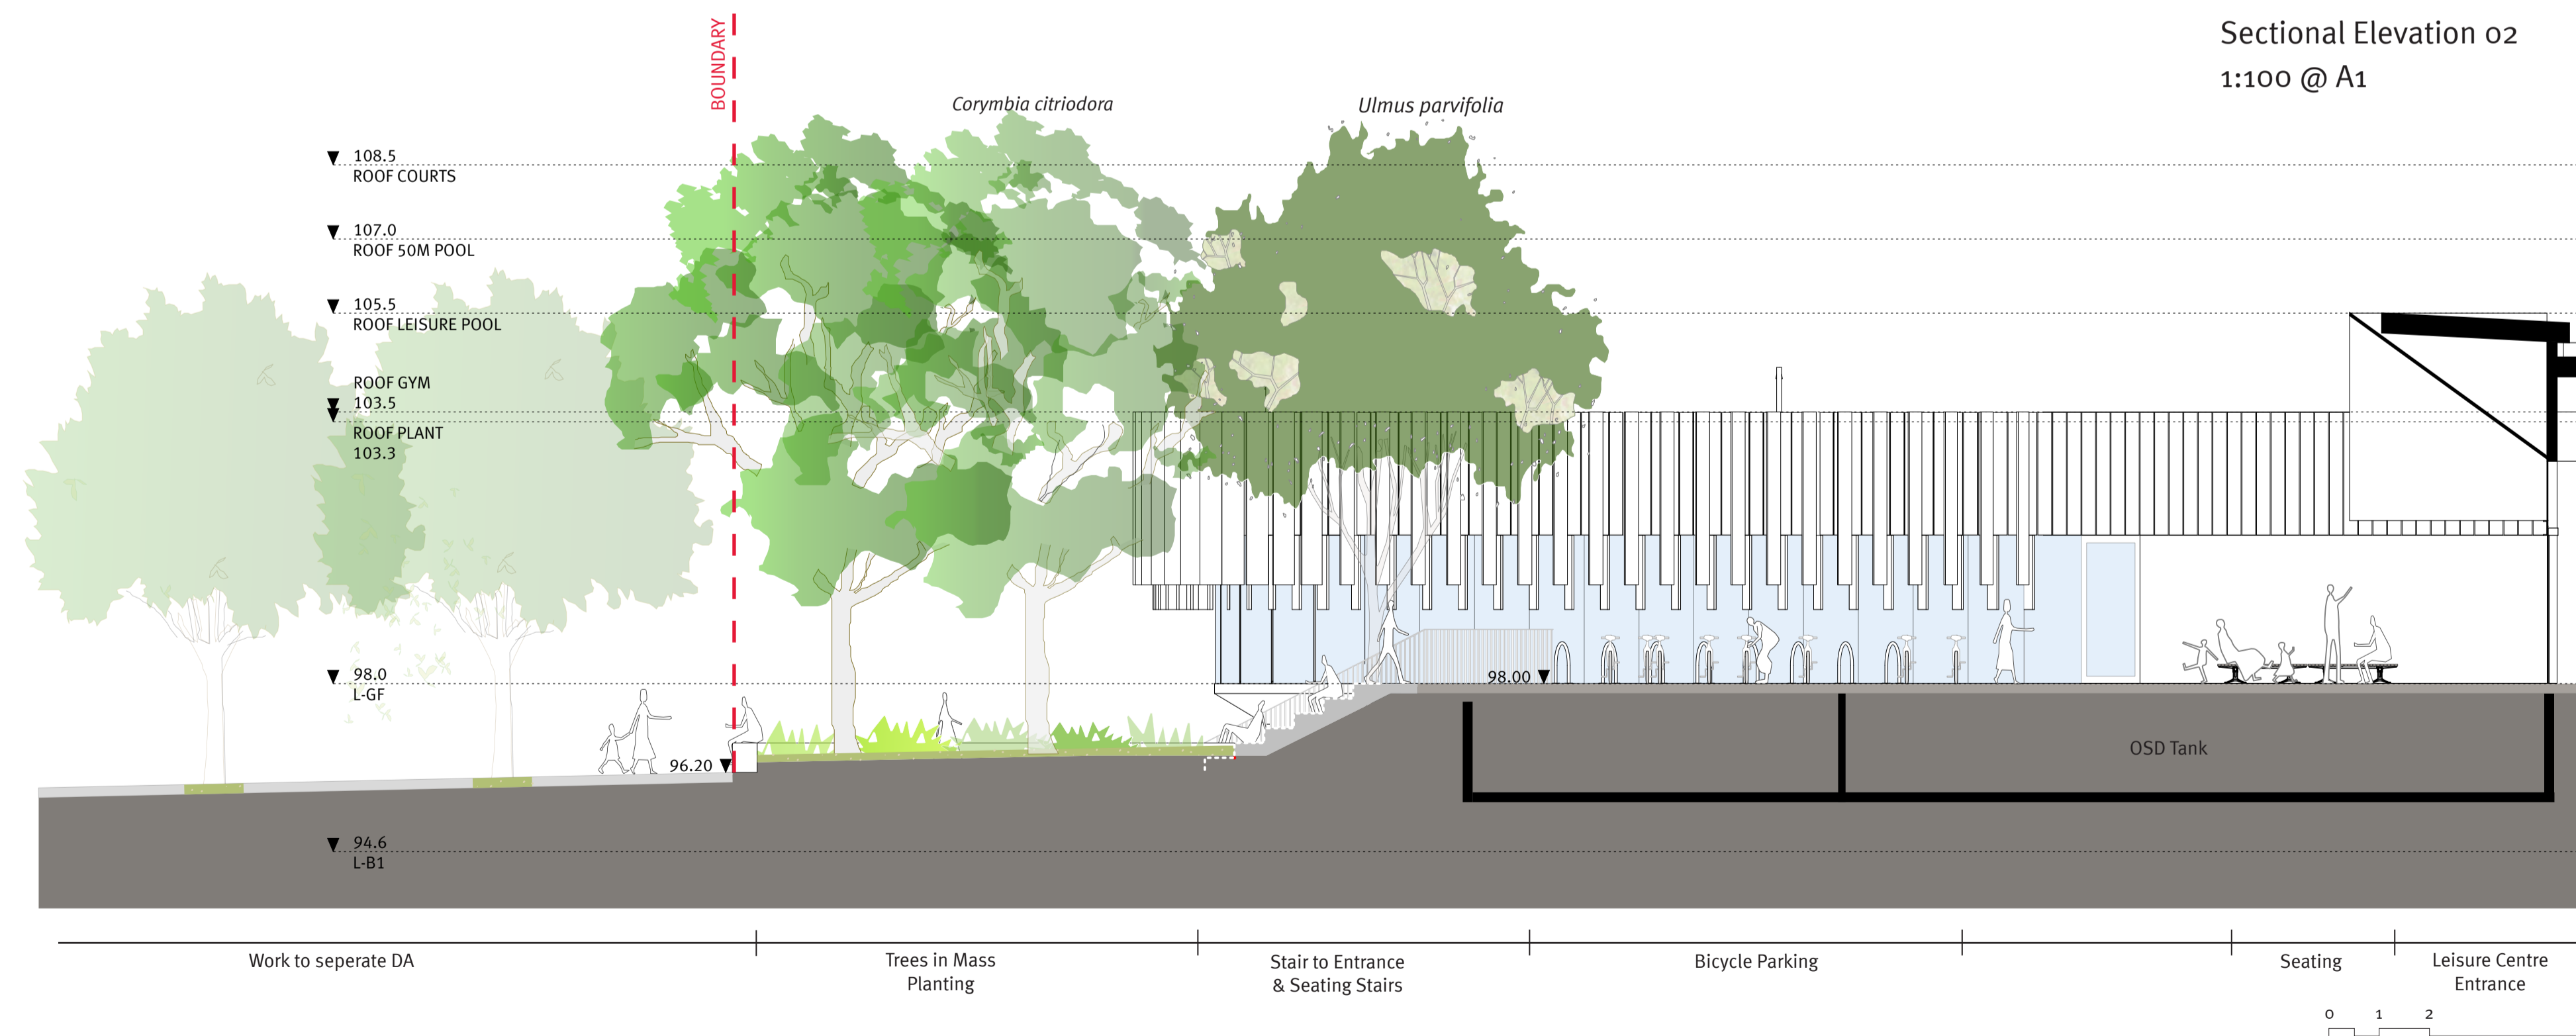 Sectional Elevation 02
1:100 @ A1
BOUNDARY
Corymbia citriodora
Ulmus parvifolia
108.5
ROOF COURTS
107.0
ROOF 50M POOL
105.5
ROOF LEISURE POOL
ROOF GYM
103.5
ROOF PLANT
103.3
98.0
L-GF
98.00
96.20
OSD Tank
94.6
L-B1
Work to seperate DA
Trees in Mass
Planting
Stair to Entrance
& Seating Stairs
Bicycle Parking
Seating
Leisure Centre
Entrance
0 1 2